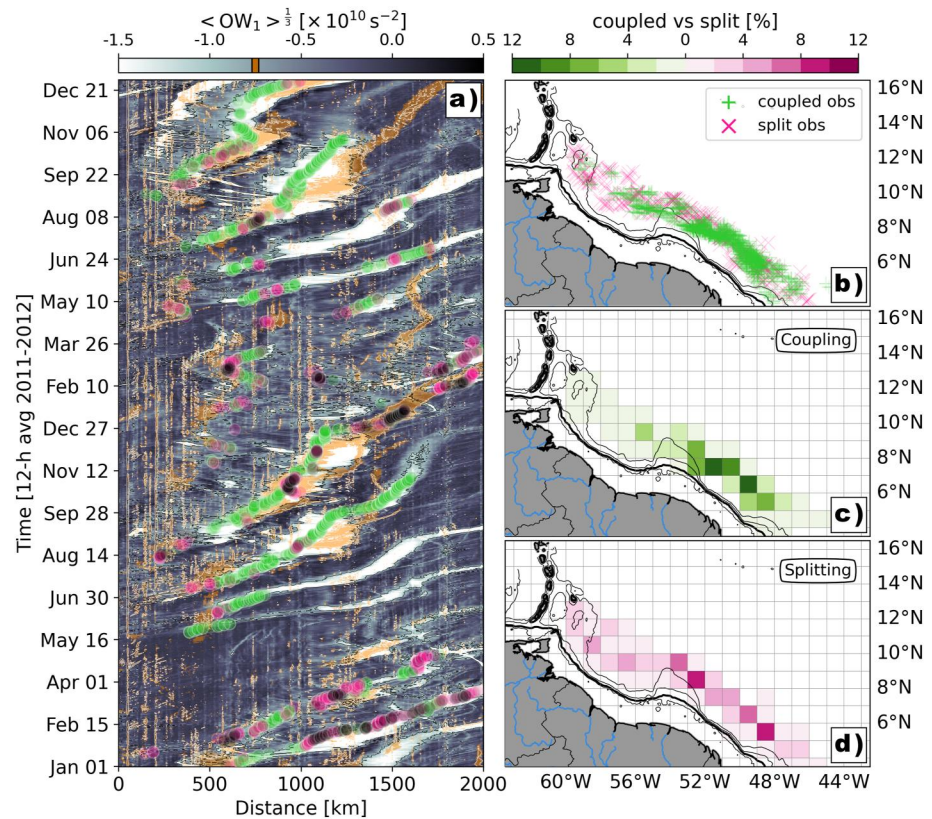 < OW₁ >^{1/3} [× 10¹⁰ s⁻²]
-1.5 -1.0 -0.5 0.0 0.5
coupled vs split [%]
12 8 4 0 4 8 12
a)
Time [12-h avg 2011-2012]
Dec 21
Nov 06
Sep 22
Aug 08
Jun 24
May 10
Mar 26
Feb 10
Dec 27
Nov 12
Sep 28
Aug 14
Jun 30
May 16
Apr 01
Feb 15
Jan 01
0 500 1000 1500 2000
Distance [km]
coupled obs
split obs
16°N
14°N
12°N
10°N
8°N
6°N
b)
Coupling
16°N
14°N
12°N
10°N
8°N
6°N
c)
Splitting
16°N
14°N
12°N
10°N
8°N
6°N
d)
60°W 56°W 52°W 48°W 44°W